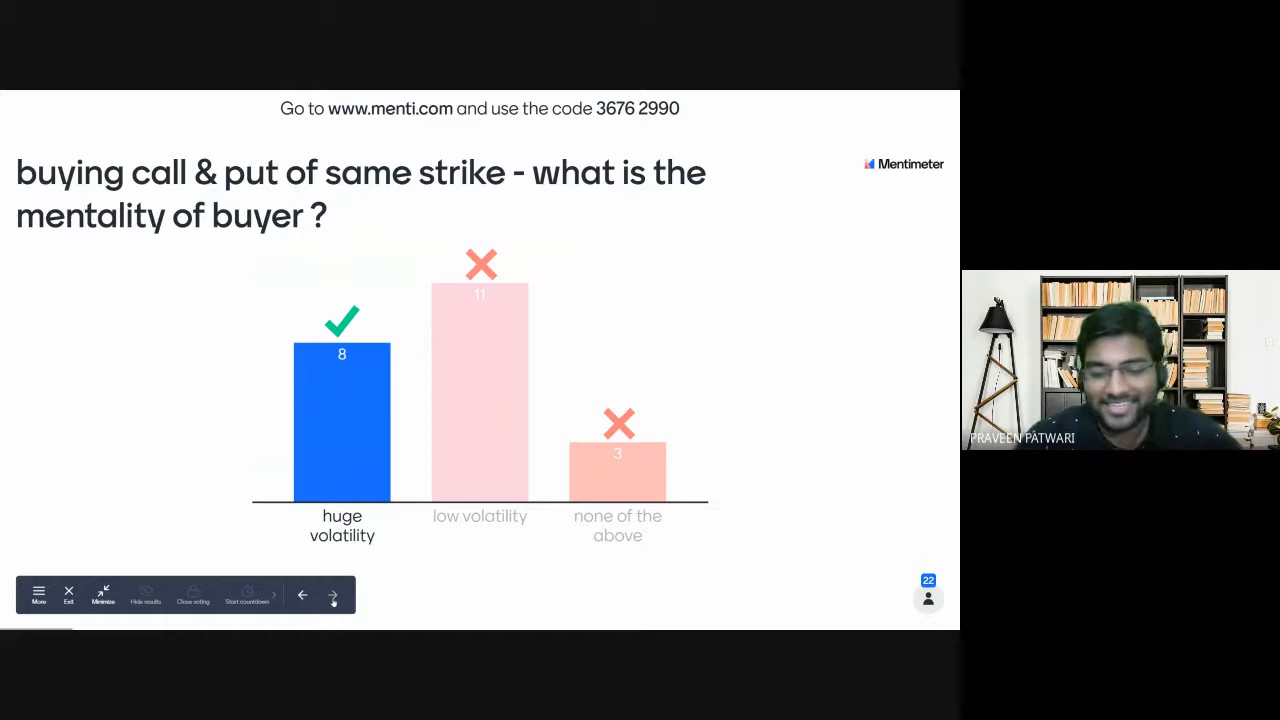 Go to www.menti.com and use the code 3676 2990
buying call & put of same strike - what is the
mentality of buyer ?
Mentimeter
11
8
3
huge
volatility
low volatility
none of the
above
PRAVEEN PATWARI
More
Exit
Minimize
Hide results
Close voting
Start countdown
22